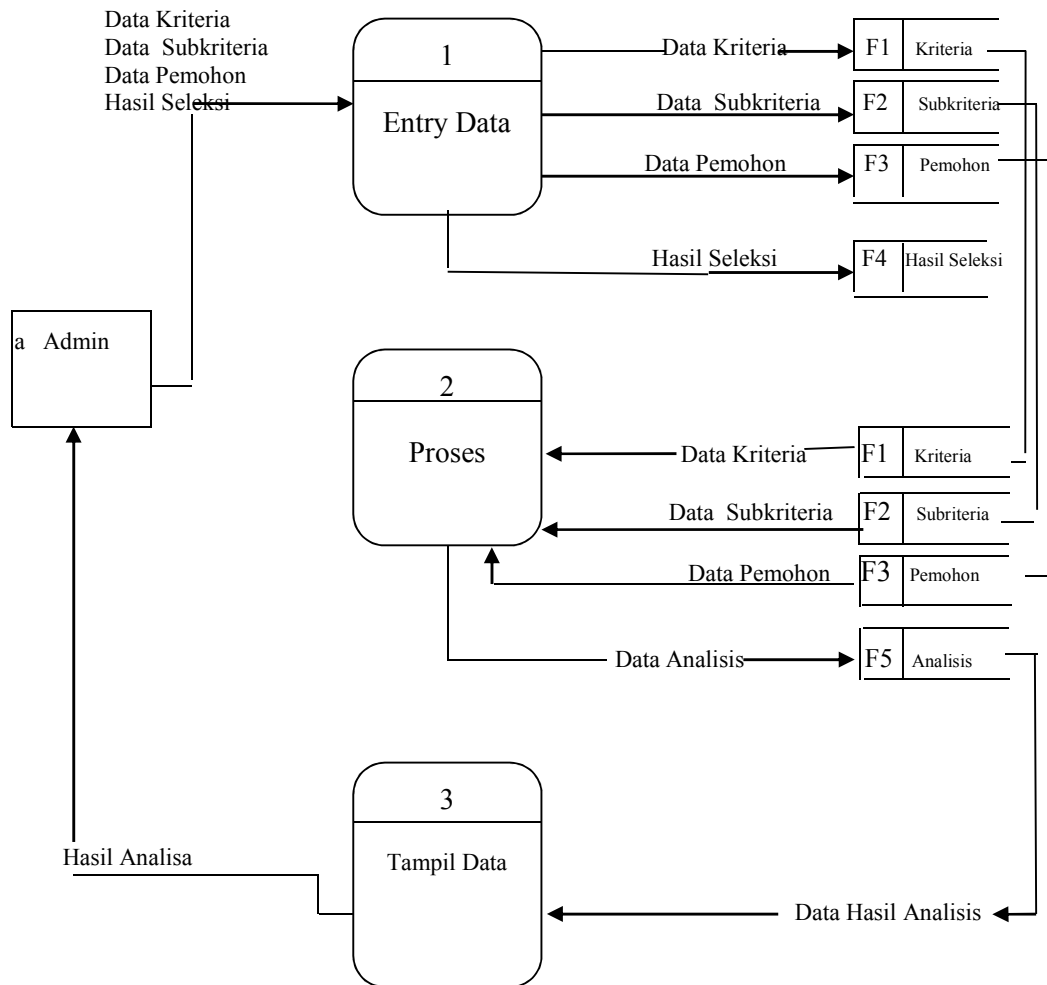 Data Kriteria
Data Subkriteria
Data Pemohon
Hasil Seleksi
1
Entry Data
Data Kriteria
F1 Kriteria
Data Subkriteria
F2 Subkriteria
Data Pemohon
F3 Pemohon
Hasil Seleksi
F4 Hasil Seleksi
a Admin
2
Proses
Data Kriteria
F1 Kriteria
Data Subkriteria
F2 Subriteria
Data Pemohon
F3 Pemohon
Data Analisis
F5 Analisis
3
Tampil Data
Hasil Analisa
Data Hasil Analisis